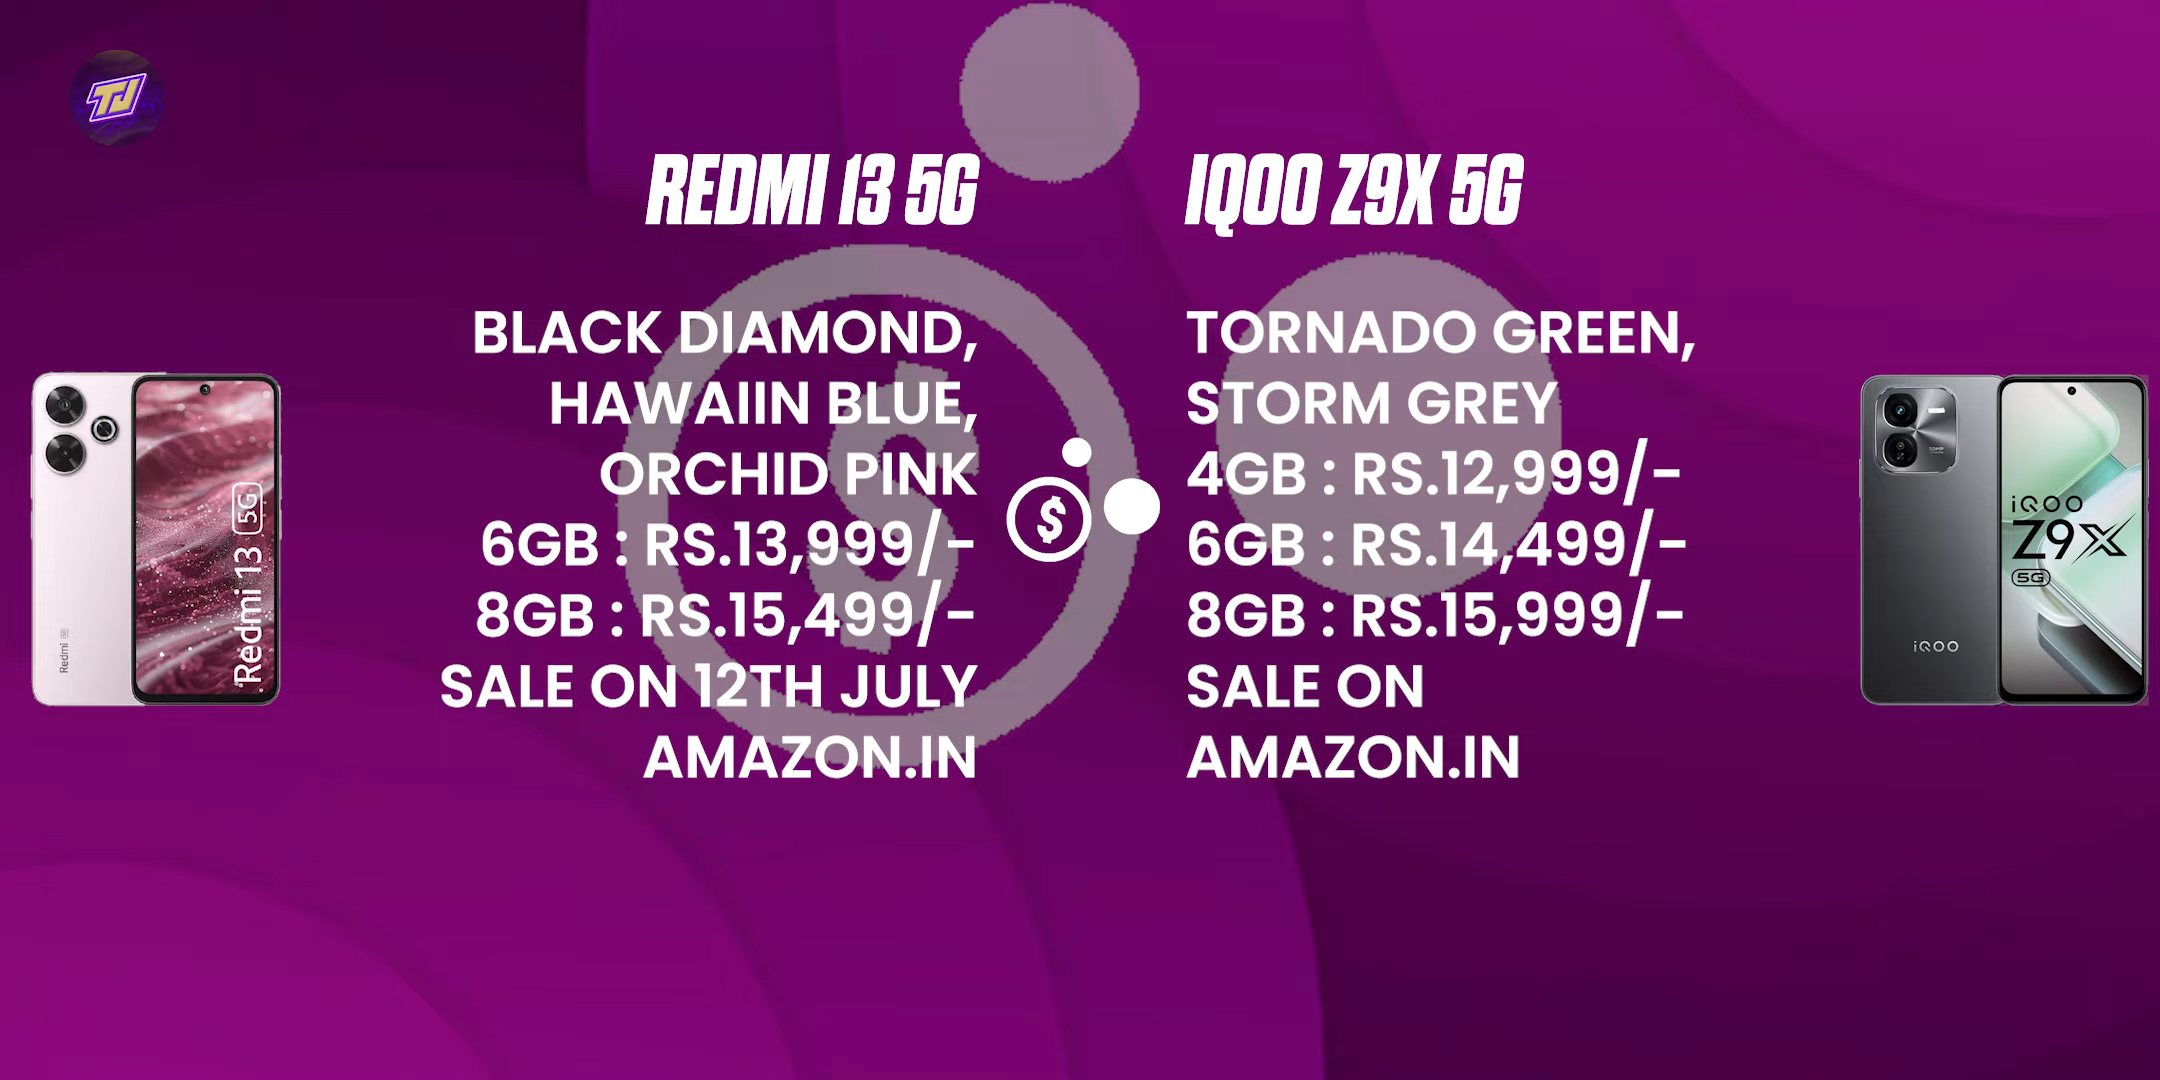 TJ
REDMI 13 5G
BLACK DIAMOND,
HAWAIIN BLUE,
ORCHID PINK
6GB : RS.13,999/-
8GB : RS.15,499/-
SALE ON 12TH JULY
AMAZON.IN
IQOO Z9X 5G
TORNADO GREEN,
STORM GREY
4GB : RS.12,999/-
6GB : RS.14,499/-
8GB : RS.15,999/-
SALE ON
AMAZON.IN
$
$
Redmi
Redmi 13 5G
iQOO
iQOO
Z9X
5G